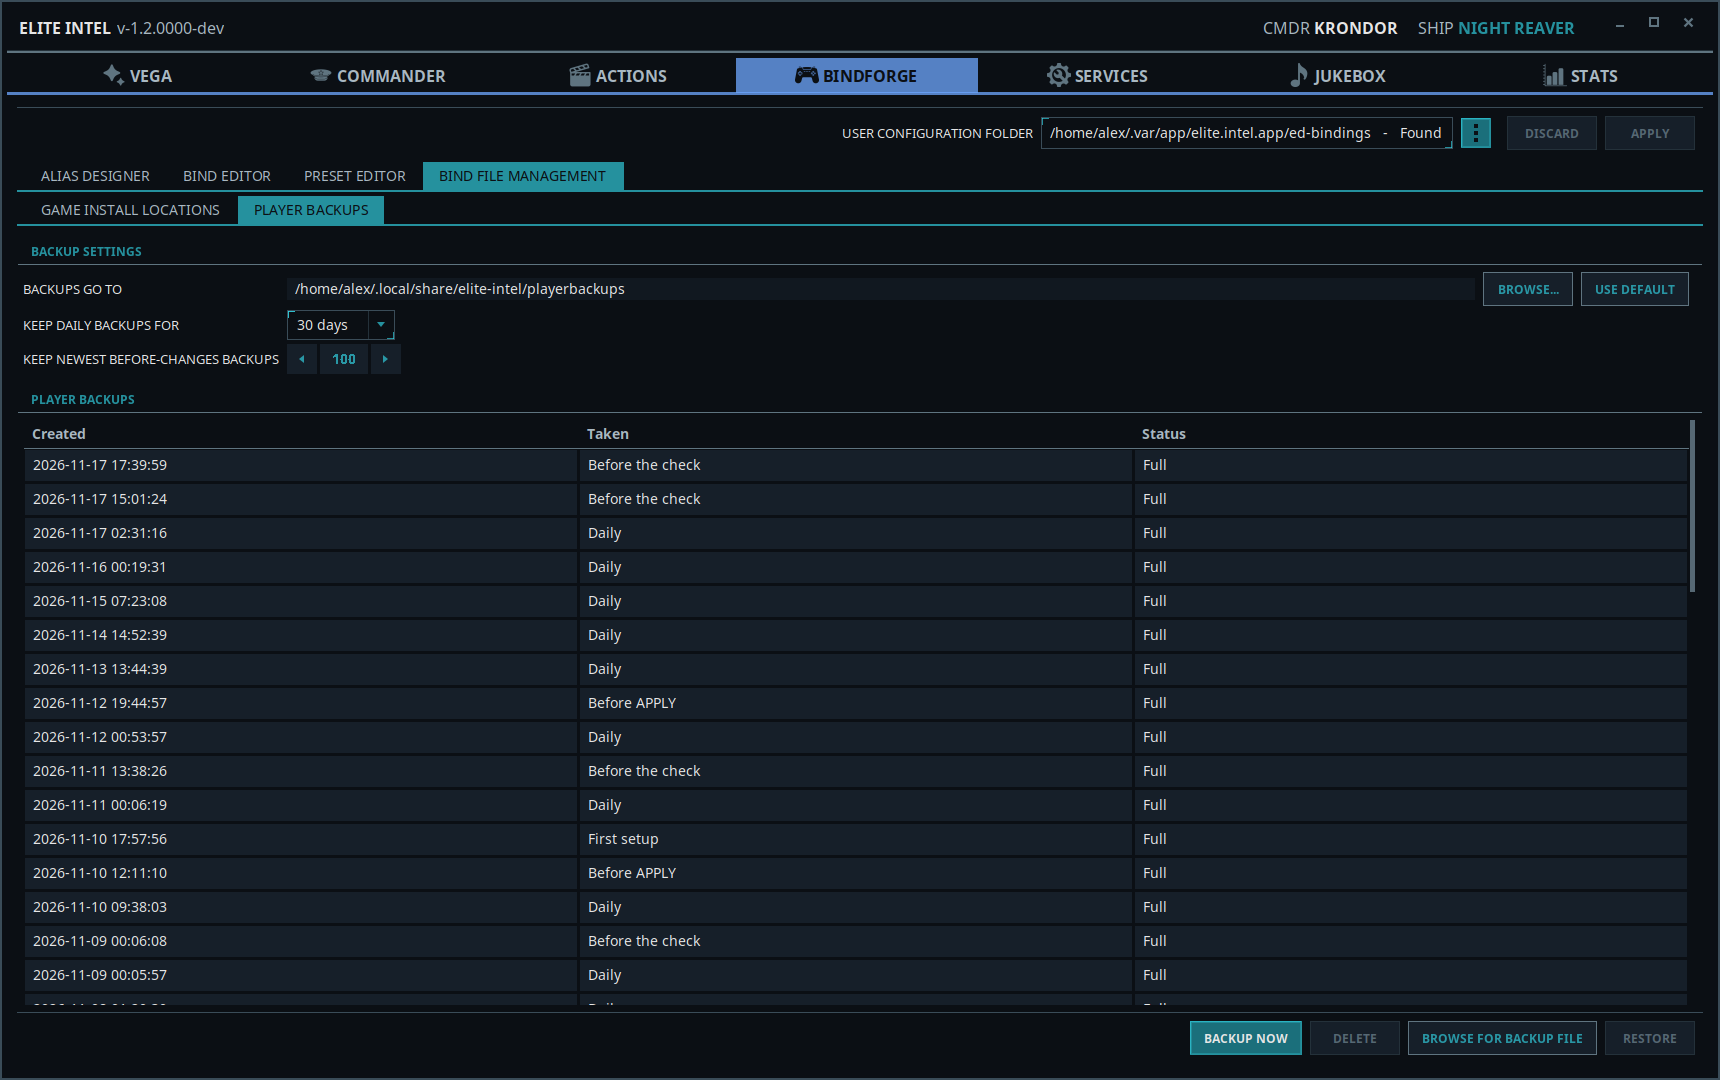 ELITE INTEL v-1.2.0000-dev
CMDR KRONDOR SHIP NIGHT REAVER
VEGA COMMANDER ACTIONS BINDFORGE SERVICES JUKEBOX STATS
USER CONFIGURATION FOLDER /home/alex/.var/app/elite.intel.app/ed-bindings - Found DISCARD APPLY
ALIAS DESIGNER BIND EDITOR PRESET EDITOR BIND FILE MANAGEMENT
GAME INSTALL LOCATIONS PLAYER BACKUPS
BACKUP SETTINGS
BACKUPS GO TO /home/alex/.local/share/elite-intel/playerbackups BROWSE... USE DEFAULT
KEEP DAILY BACKUPS FOR 30 days
KEEP NEWEST BEFORE-CHANGES BACKUPS 100
PLAYER BACKUPS
Created Taken Status
2026-11-17 17:39:59 Before the check Full
2026-11-17 15:01:24 Before the check Full
2026-11-17 02:31:16 Daily Full
2026-11-16 00:19:31 Daily Full
2026-11-15 07:23:08 Daily Full
2026-11-14 14:52:39 Daily Full
2026-11-13 13:44:39 Daily Full
2026-11-12 19:44:57 Before APPLY Full
2026-11-12 00:53:57 Daily Full
2026-11-11 13:38:26 Before the check Full
2026-11-11 00:06:19 Daily Full
2026-11-10 17:57:56 First setup Full
2026-11-10 12:11:10 Before APPLY Full
2026-11-10 09:38:03 Daily Full
2026-11-09 00:06:08 Before the check Full
2026-11-09 00:05:57 Daily Full
BACKUP NOW DELETE BROWSE FOR BACKUP FILE RESTORE